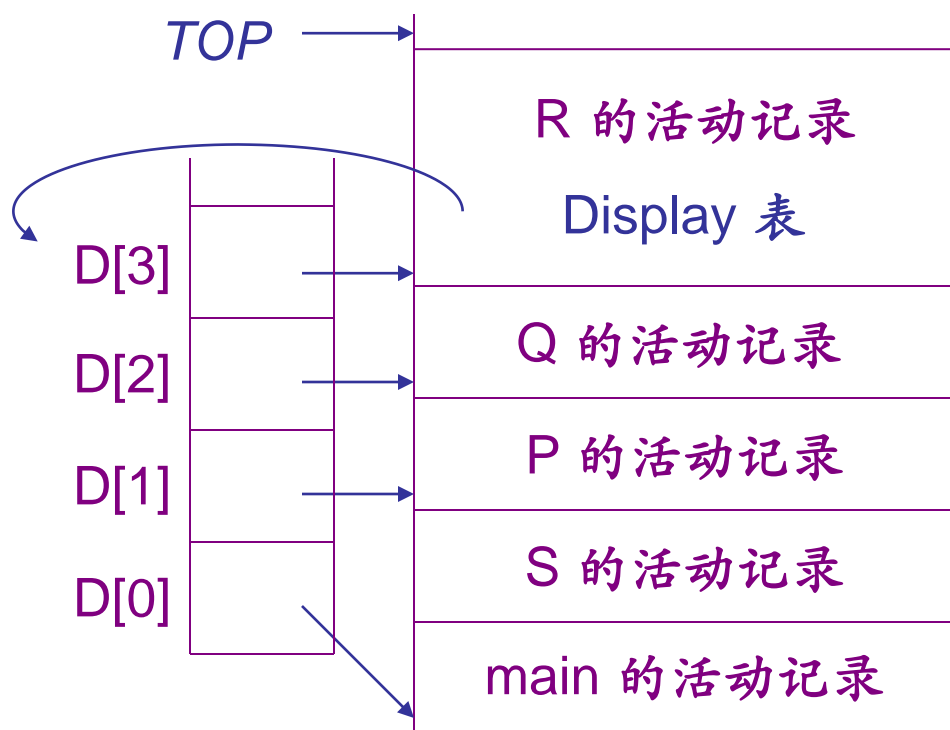 TOP
R 的活动记录
Display 表
D[3]
Q 的活动记录
D[2]
P 的活动记录
D[1]
S 的活动记录
D[0]
main 的活动记录